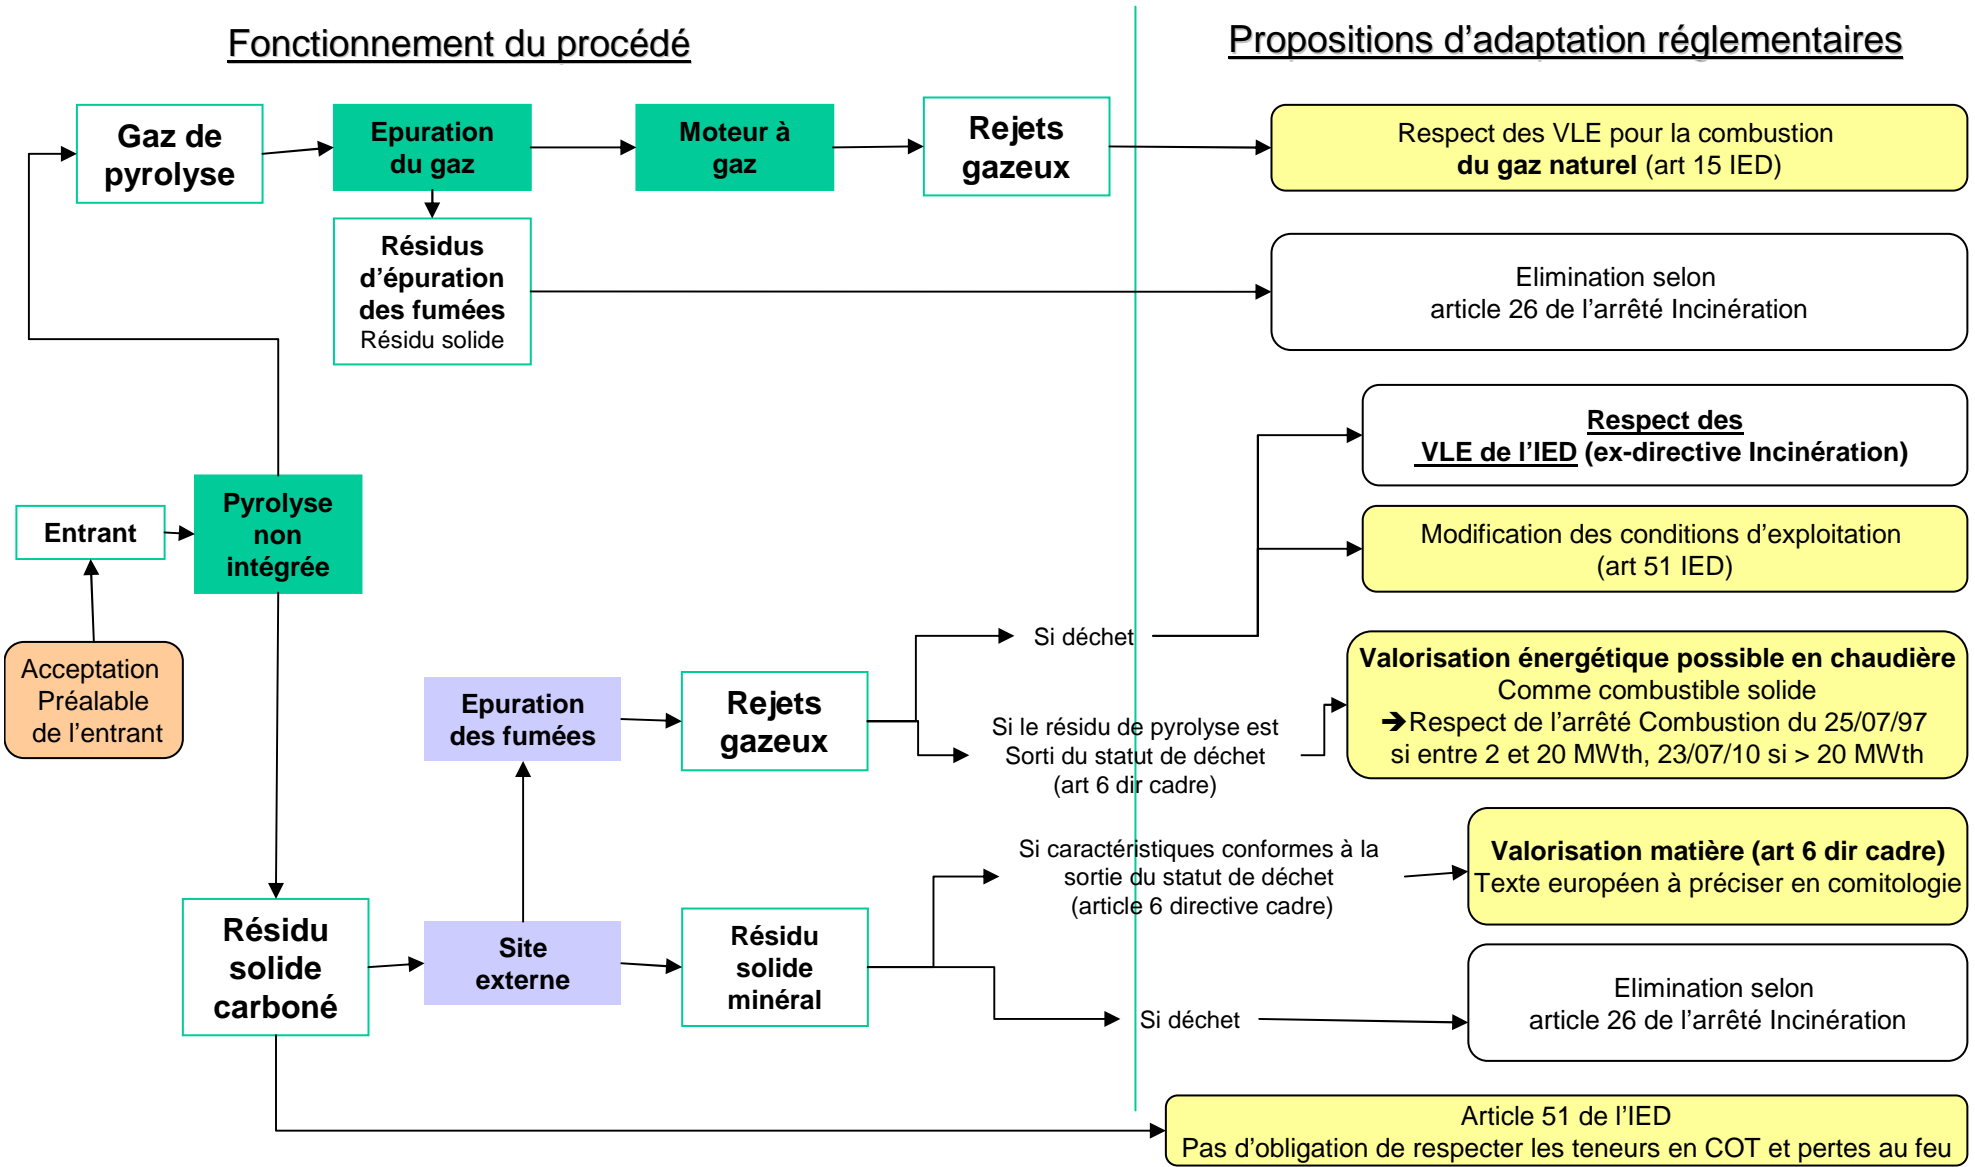 Fonctionnement du procédé
Propositions d'adaptation réglementaires
Gaz de
pyrolyse
Epuration
du gaz
Moteur à
gaz
Rejets
gazeux
Respect des VLE pour la combustion
du gaz naturel (art 15 IED)
Résidus
d'épuration
des fumées
Résidu solide
Elimination selon
article 26 de l'arrêté Incinération
Respect des
VLE de l'IED (ex-directive Incinération)
Pyrolyse
non
intégrée
Entrant
Modification des conditions d'exploitation
(art 51 IED)
Acceptation
Préalable
de l'entrant
Si déchet
Epuration
des fumées
Rejets
gazeux
Si le résidu de pyrolyse est
Sorti du statut de déchet
(art 6 dir cadre)
Valorisation énergétique possible en chaudière
Comme combustible solide
➔Respect de l'arrêté Combustion du 25/07/97
si entre 2 et 20 MWth, 23/07/10 si > 20 MWth
Si caractéristiques conformes à la
sortie du statut de déchet
(article 6 directive cadre)
Valorisation matière (art 6 dir cadre)
Texte européen à préciser en comitologie
Résidu
solide
carboné
Site
externe
Résidu
solide
minéral
Si déchet
Elimination selon
article 26 de l'arrêté Incinération
Article 51 de l'IED
Pas d'obligation de respecter les teneurs en COT et pertes au feu